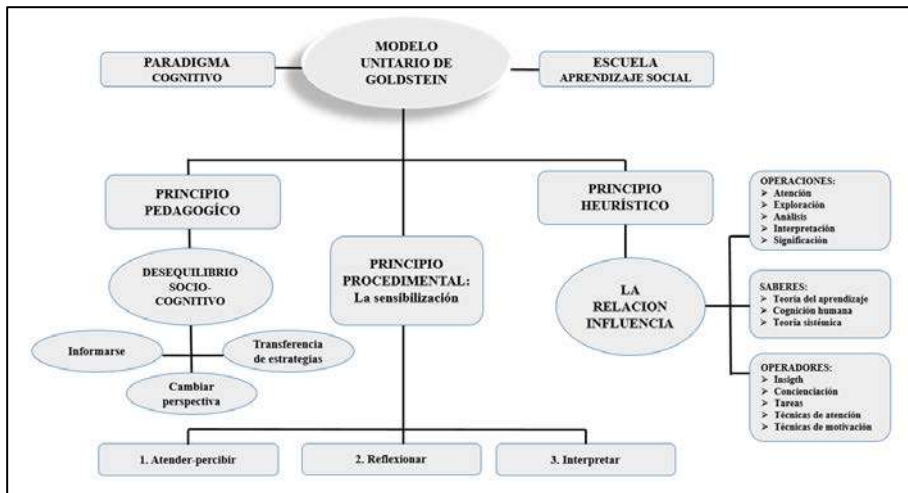 MODELO
UNITARIO DE
GOLDSTEIN
PARADIGMA
COGNITIVO
ESCUELA
APRENDIZAJE SOCIAL
PRINCIPIO
PEDAGOGÍCO
DESEQUILIBRIO
SOCIO-
COGNITIVO
Informarse
Transferencia
de estrategias
Cambiar
perspectiva
PRINCIPIO
PROCEDIMENTAL:
La sensibilización
1. Atender-percibir
2. Reflexionar
3. Interpretar
PRINCIPIO
HEURÍSTICO
LA
RELACION
INFLUENCIA
OPERACIONES:
➢ Atención
➢ Exploración
➢ Análisis
➢ Interpretación
➢ Significación
SABERES:
➢ Teoría del aprendizaje
➢ Cognición humana
➢ Teoría sistémica
OPERADORES:
➢ Insigth
➢ Concienciación
➢ Tareas
➢ Técnicas de atención
➢ Técnicas de motivación